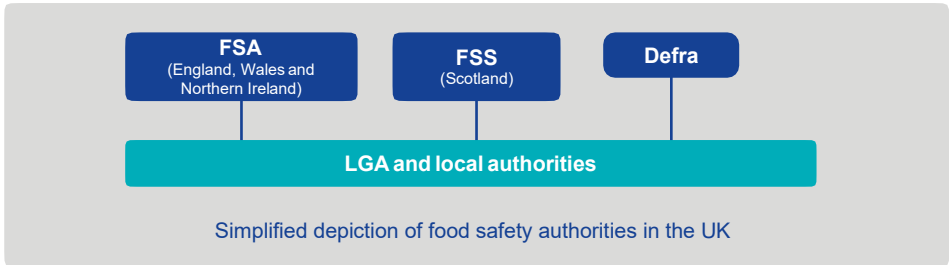 FSA
(England, Wales and
Northern Ireland)
FSS
(Scotland)
Defra
LGA and local authorities
Simplified depiction of food safety authorities in the UK